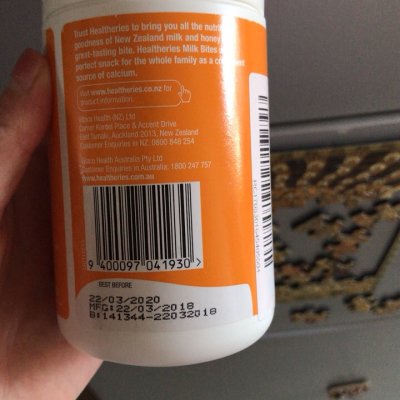 Trust Healtheries to bring you all the nutri
goodness of New Zealand milk and honey
great-tasting bite. Healtheries Milk Bites a
perfect snack for the whole family as a con
source of calcium.
Visit www.healtheries.co.nz for
product information.
Vitaco Health (NZ) Ltd
Corner Kordel Place & Accent Drive
East Tamaki, Auckland 2013, New Zealand
Customer Enquiries in NZ: 0800 848 254
Vitaco Health Australia Pty Ltd
Customer Enquiries in Australia: 1800 247 757
www.healtheries.com.au
9 400097 041930 >
BEST BEFORE
22/03/2020
MFG:22/03/2018
B:141344-22032018